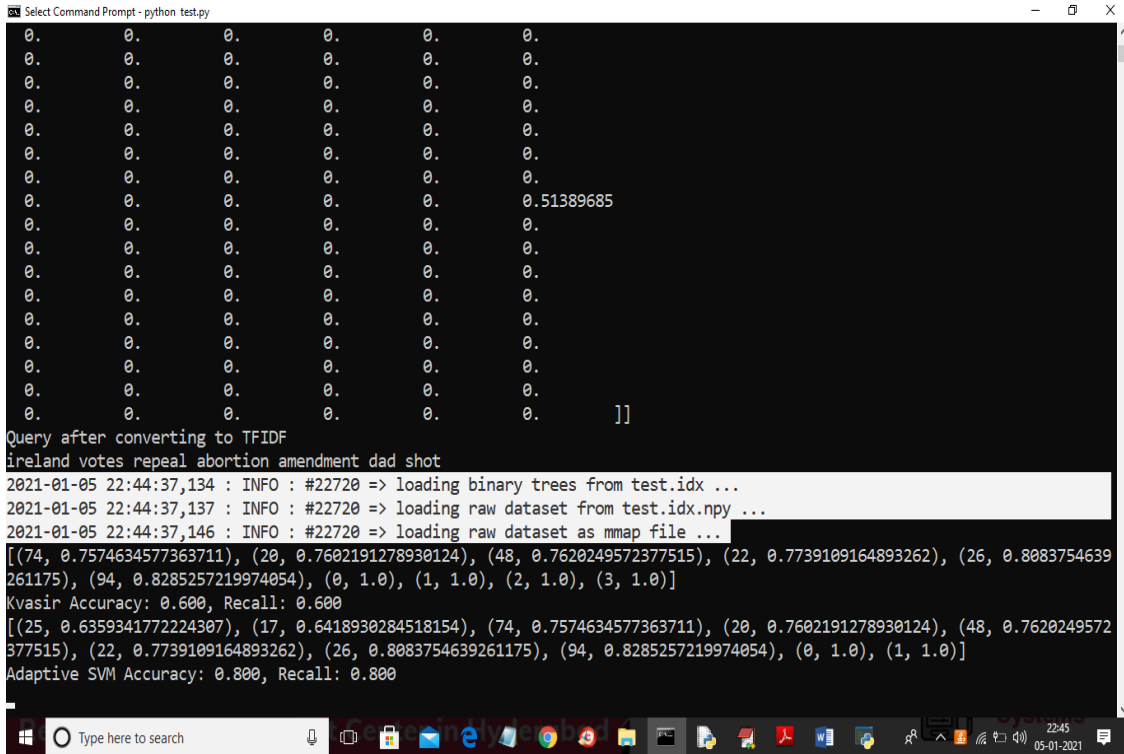 Select Command Prompt - python test.py
0. 0. 0. 0. 0. 0.
0. 0. 0. 0. 0. 0.
0. 0. 0. 0. 0. 0.
0. 0. 0. 0. 0. 0.
0. 0. 0. 0. 0. 0.
0. 0. 0. 0. 0. 0.
0. 0. 0. 0. 0. 0.
0. 0. 0. 0. 0. 0.51389685
0. 0. 0. 0. 0. 0.
0. 0. 0. 0. 0. 0.
0. 0. 0. 0. 0. 0.
0. 0. 0. 0. 0. 0.
0. 0. 0. 0. 0. 0.
0. 0. 0. 0. 0. 0.
0. 0. 0. 0. 0. 0.
0. 0. 0. 0. 0. 0.
0. 0. 0. 0. 0. 0. ]]
Query after converting to TFIDF
ireland votes repeal abortion amendment dad shot
2021-01-05 22:44:37,134 : INFO : #22720 => loading binary trees from test.idx ...
2021-01-05 22:44:37,137 : INFO : #22720 => loading raw dataset from test.idx.npy ...
2021-01-05 22:44:37,146 : INFO : #22720 => loading raw dataset as mmap file ...
[(74, 0.7574634577363711), (20, 0.7602191278930124), (48, 0.7620249572377515), (22, 0.7739109164893262), (26, 0.8083754639
261175), (94, 0.8285257219974054), (0, 1.0), (1, 1.0), (2, 1.0), (3, 1.0)]
Kvasir Accuracy: 0.600, Recall: 0.600
[(25, 0.6359341772224307), (17, 0.6418930284518154), (74, 0.7574634577363711), (20, 0.7602191278930124), (48, 0.7620249572
377515), (22, 0.7739109164893262), (26, 0.8083754639261175), (94, 0.8285257219974054), (0, 1.0), (1, 1.0)]
Adaptive SVM Accuracy: 0.800, Recall: 0.800
Type here to search
22:45
05-01-2021